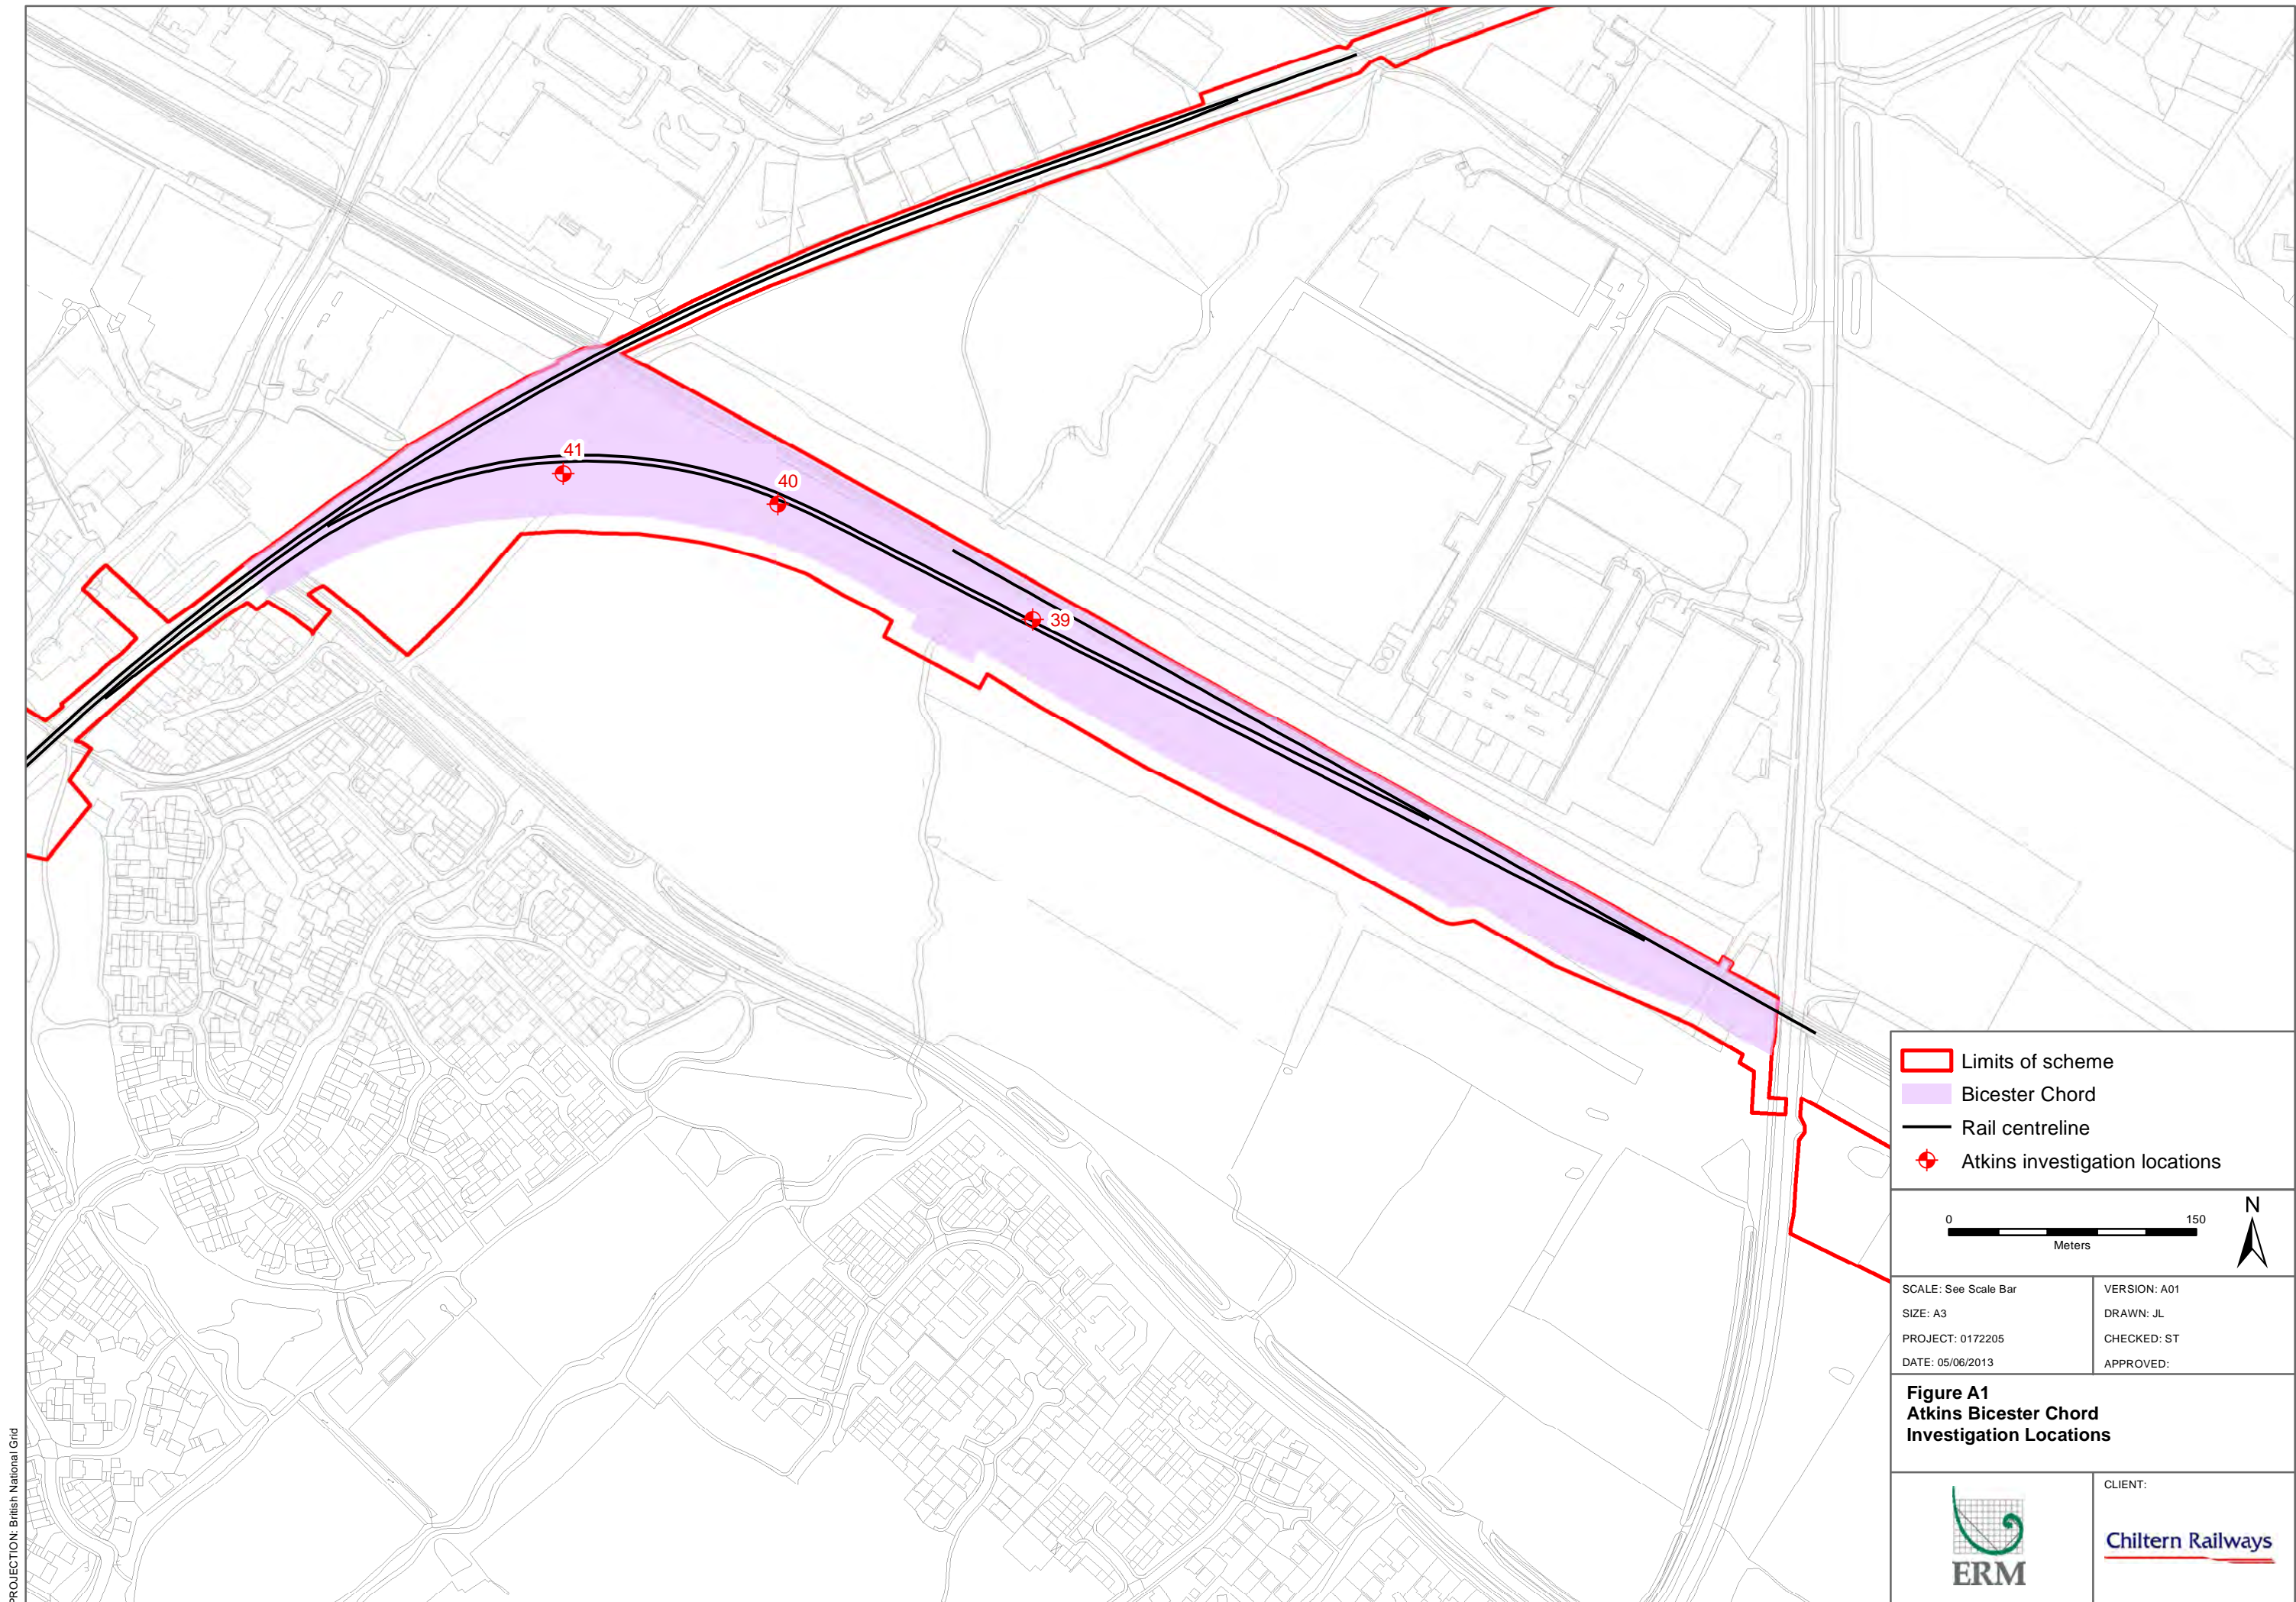 41
40
39
Limits of scheme
Bicester Chord
Rail centreline
Atkins investigation locations
0 150
Meters
N
SCALE: See Scale Bar
VERSION: A01
SIZE: A3
DRAWN: JL
PROJECT: 0172205
CHECKED: ST
DATE: 05/06/2013
APPROVED:
Figure A1
Atkins Bicester Chord
Investigation Locations
ERM
CLIENT:
Chiltern Railways
PROJECTION: British National Grid